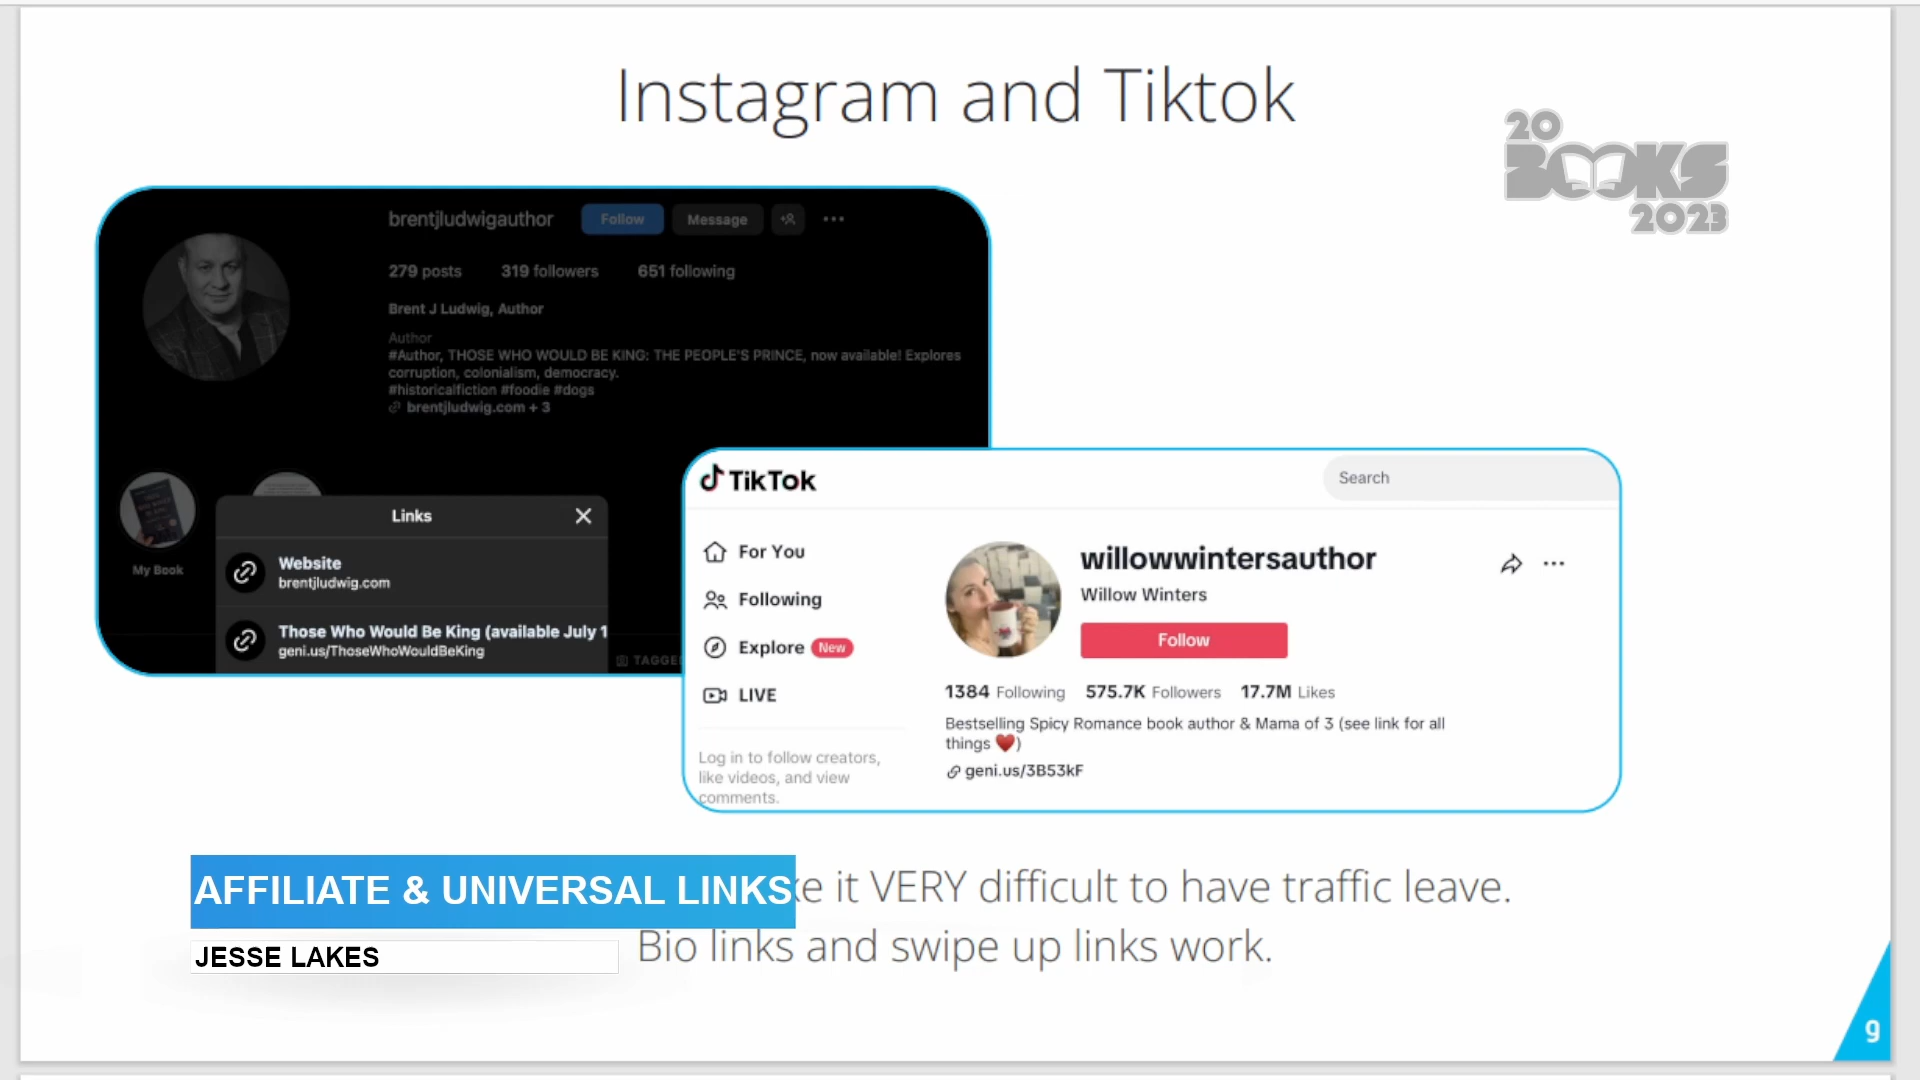 Instagram and Tiktok
20
BOOKS
2023
brentjludwigauthor
Follow
Message
279 posts
319 followers
651 following
Brent J Ludwig, Author
Author
#Author, THOSE WHO WOULD BE KING: THE PEOPLE'S PRINCE, now available! Explores
corruption, colonialism, democracy.
#historicalfiction #foodie #dogs
brentjludwig.com + 3
My Book
Links
Website
brentjludwig.com
Those Who Would Be King (available July 1
geni.us/ThoseWhoWouldBeKing
TikTok
Search
For You
Following
Explore New
LIVE
Log in to follow creators,
like videos, and view
comments.
willowwintersauthor
Willow Winters
Follow
1384 Following 575.7K Followers 17.7M Likes
Bestselling Spicy Romance book author & Mama of 3 (see link for all
things ❤️)
geni.us/3B53kF
AFFILIATE & UNIVERSAL LINKS
it VERY difficult to have traffic leave.
JESSE LAKES
Bio links and swipe up links work.
9